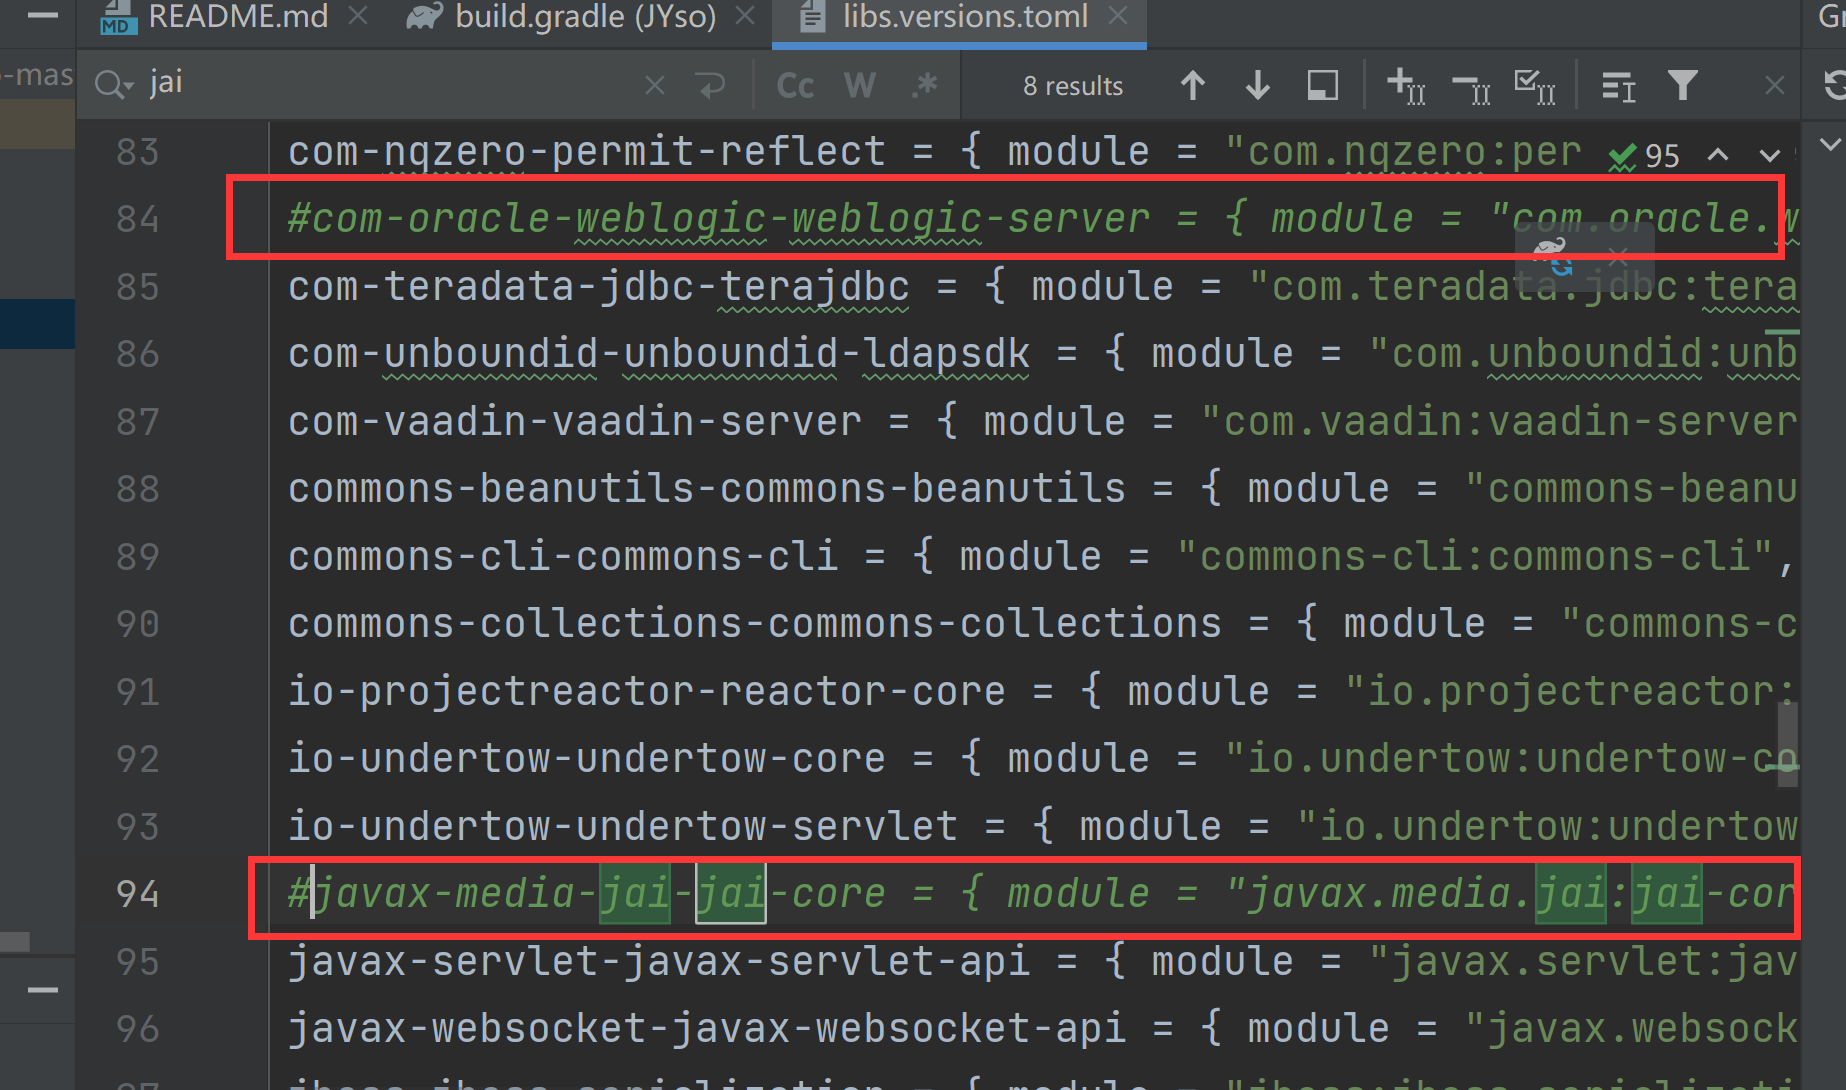 README.md build.gradle (JYso) libs.versions.toml
-mas jai Cc W .* 8 results
83 com-nqzero-permit-reflect = { module = "com.nqzero:per 95
84 #com-oracle-weblogic-weblogic-server = { module = "com.oracle.w
85 com-teradata-jdbc-terajdbc = { module = "com.teradata.jdbc:tera
86 com-unboundid-unboundid-ldapsdk = { module = "com.unboundid:unb
87 com-vaadin-vaadin-server = { module = "com.vaadin:vaadin-server
88 commons-beanutils-commons-beanutils = { module = "commons-beanu
89 commons-cli-commons-cli = { module = "commons-cli:commons-cli",
90 commons-collections-commons-collections = { module = "commons-c
91 io-projectreactor-reactor-core = { module = "io.projectreactor:
92 io-undertow-undertow-core = { module = "io.undertow:undertow-co
93 io-undertow-undertow-servlet = { module = "io.undertow:undertow
94 #javax-media-jai-jai-core = { module = "javax.media.jai:jai-cor
95 javax-servlet-javax-servlet-api = { module = "javax.servlet:jav
96 javax-websocket-javax-websocket-api = { module = "javax.websock